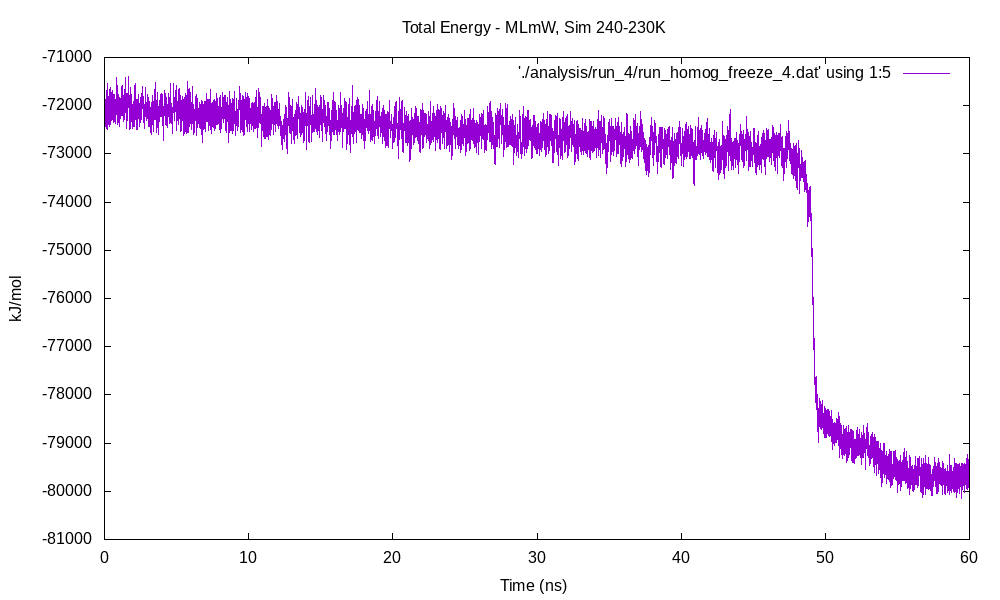 Total Energy - MLmW, Sim 240-230K
'./analysis/run_4/run_homog_freeze_4.dat' using 1:5
-71000
-72000
-73000
-74000
-75000
-76000
-77000
-78000
-79000
-80000
-81000
kJ/mol
0 10 20 30 40 50 60
Time (ns)